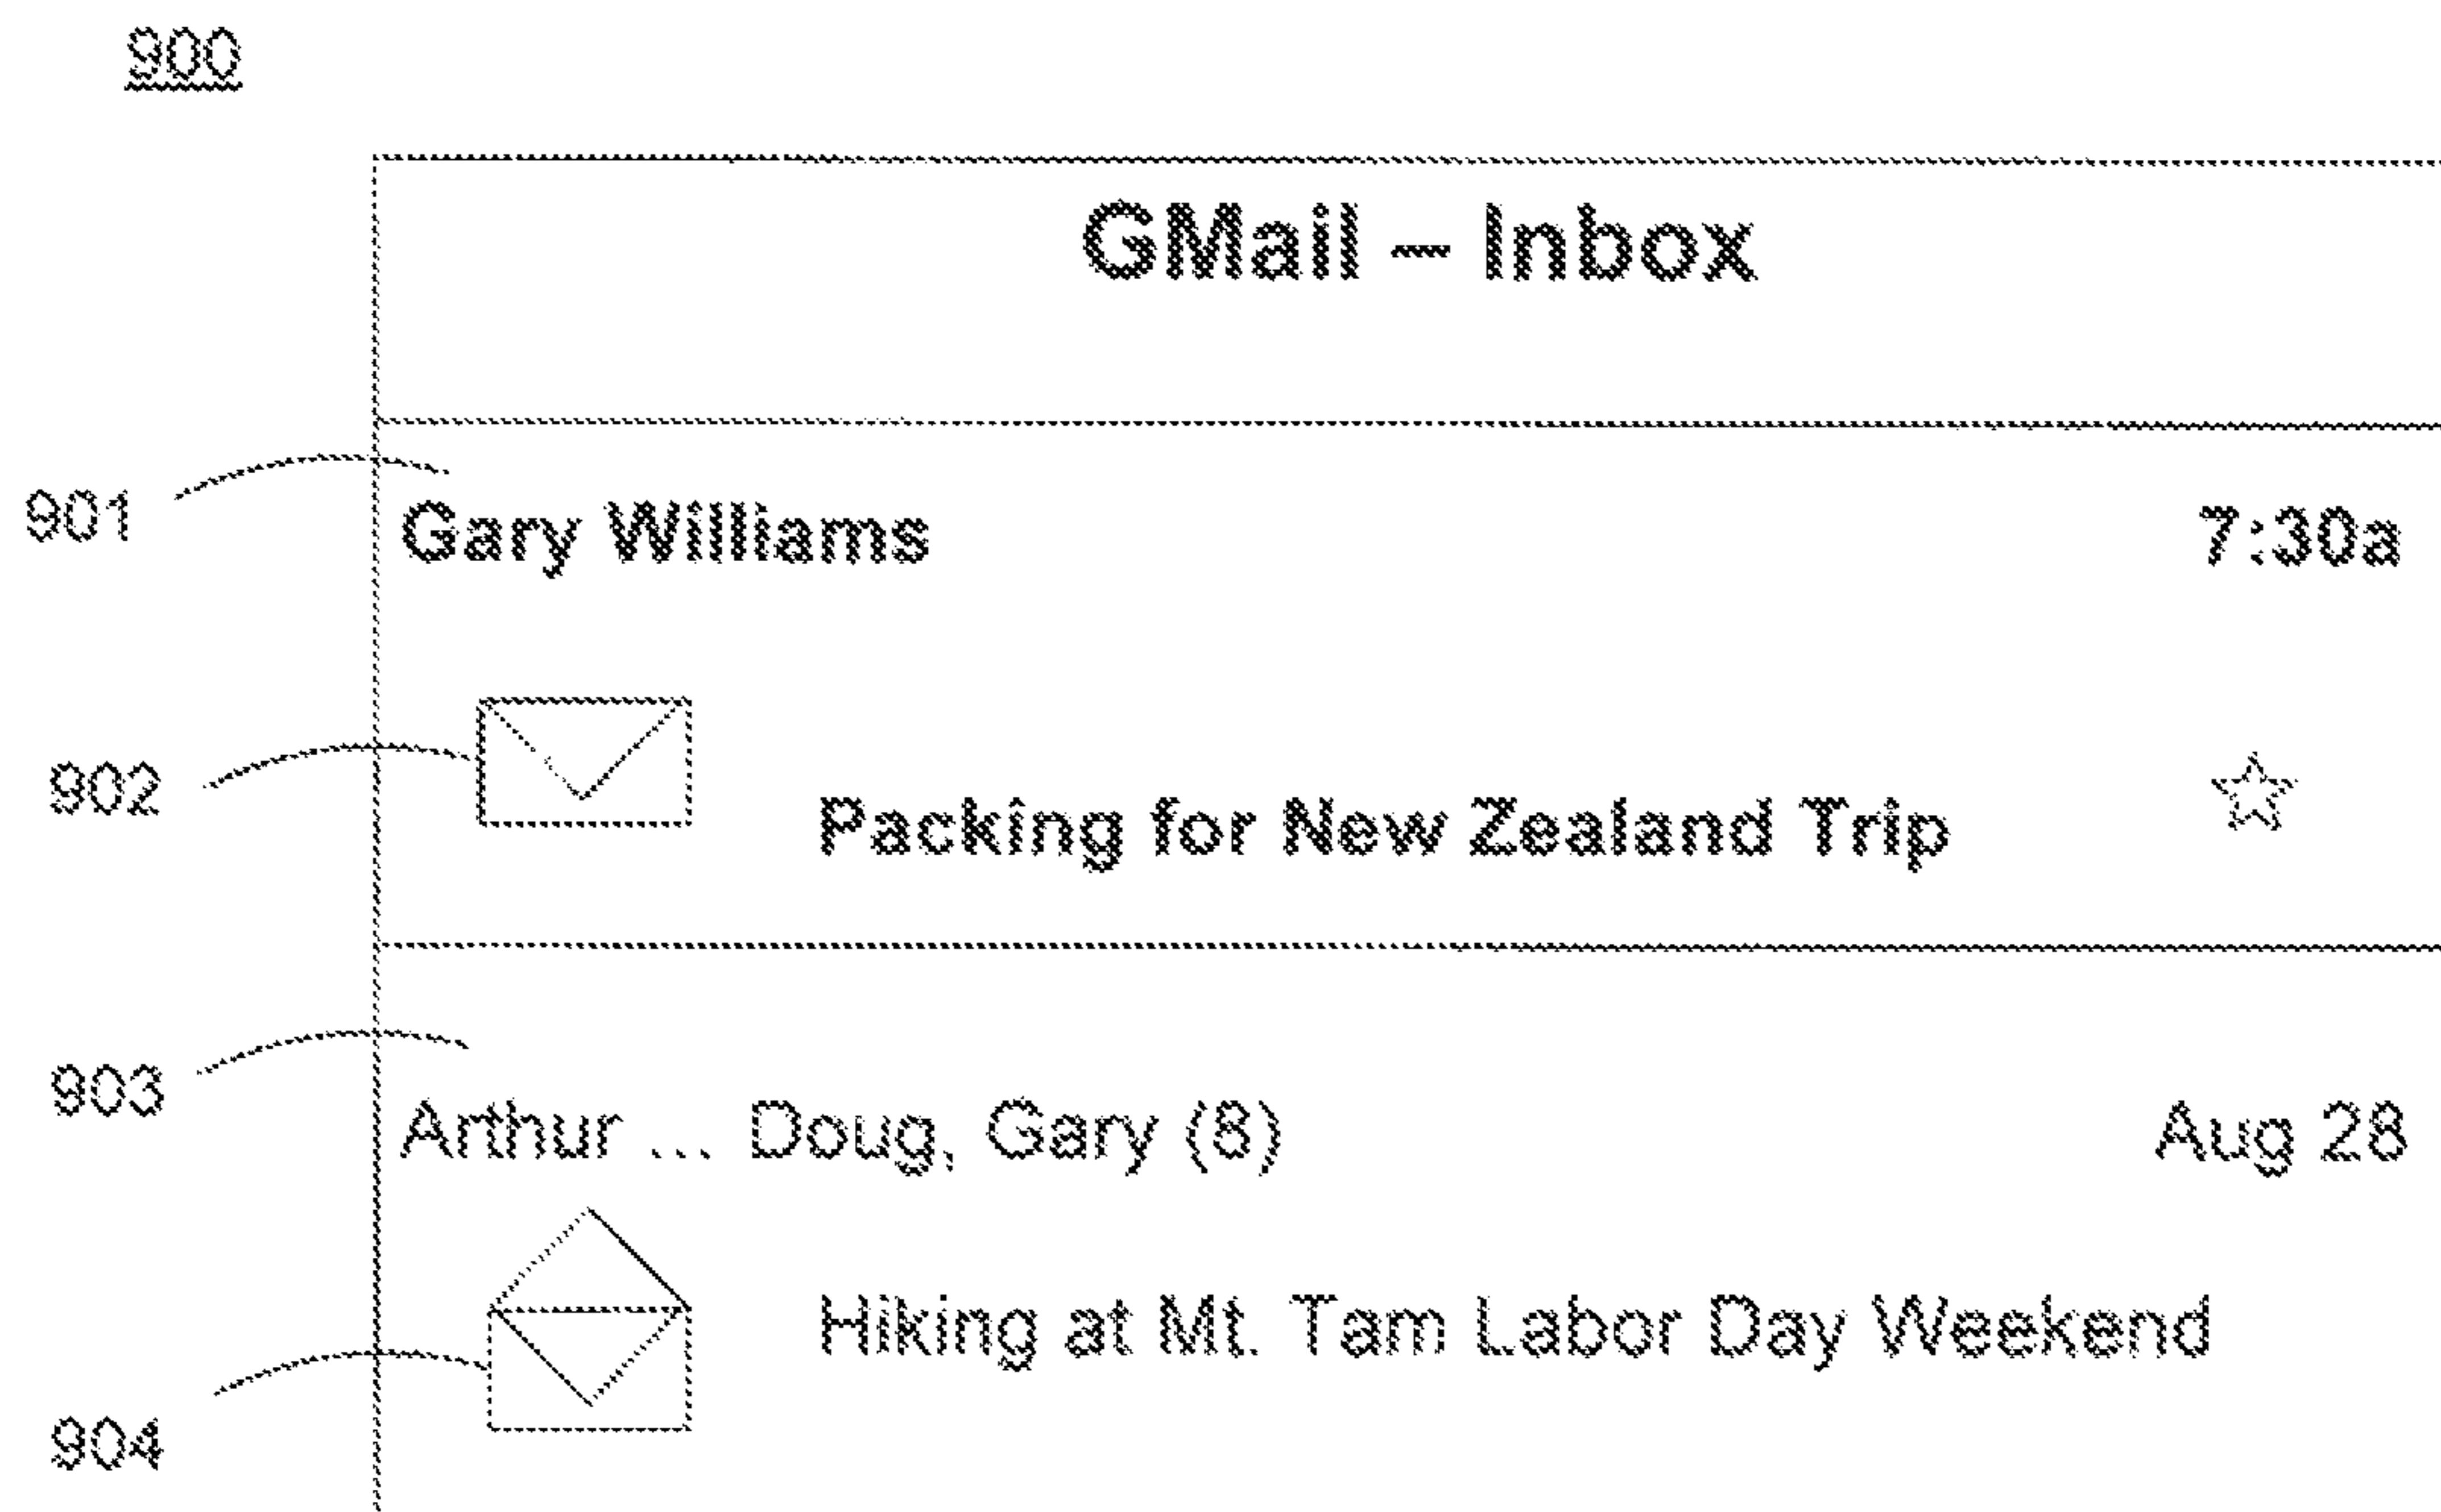 900
GMail – Inbox
901
Gary Williams 7:30a
902
Packing for New Zealand Trip
903
Arthur ... Doug, Gary (8) Aug 28
Hiking at Mt. Tam Labor Day Weekend
904